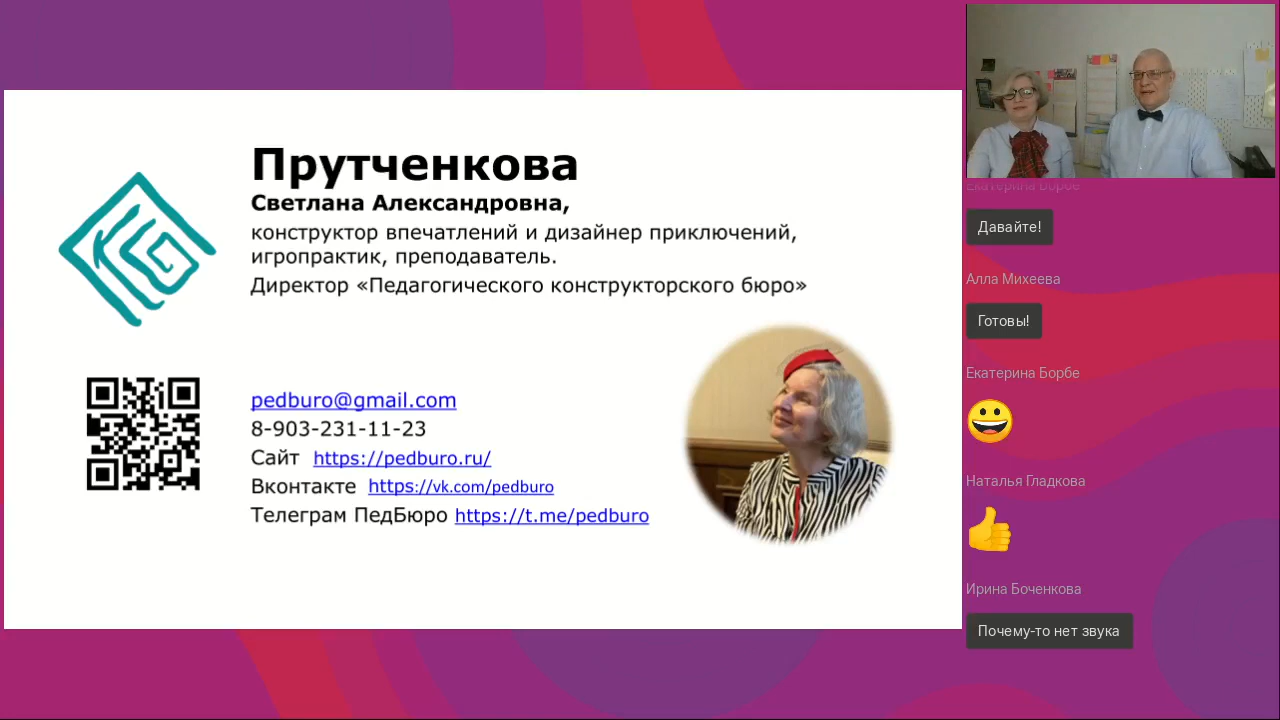 Прутченкова
Светлана Александровна,
конструктор впечатлений и дизайнер приключений,
игропрактик, преподаватель.
Директор «Педагогического конструкторского бюро»
pedburo@gmail.com
8-903-231-11-23
Сайт https://pedburo.ru/
Вконтакте https://vk.com/pedburo
Телеграм ПедБюро https://t.me/pedburo
Екатерина Борбе
Давайте!
Алла Михеева
Готовы!
Екатерина Борбе
Наталья Гладкова
Ирина Боченкова
Почему-то нет звука